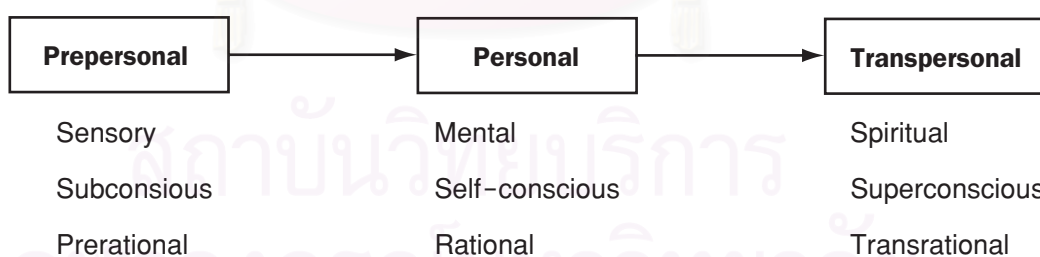 Prepersonal Personal Transpersonal
Sensory Mental Spiritual
สถาบันวิทยบริการ
Subconsious Self-conscious Superconscious
Prerational Rational Transrational